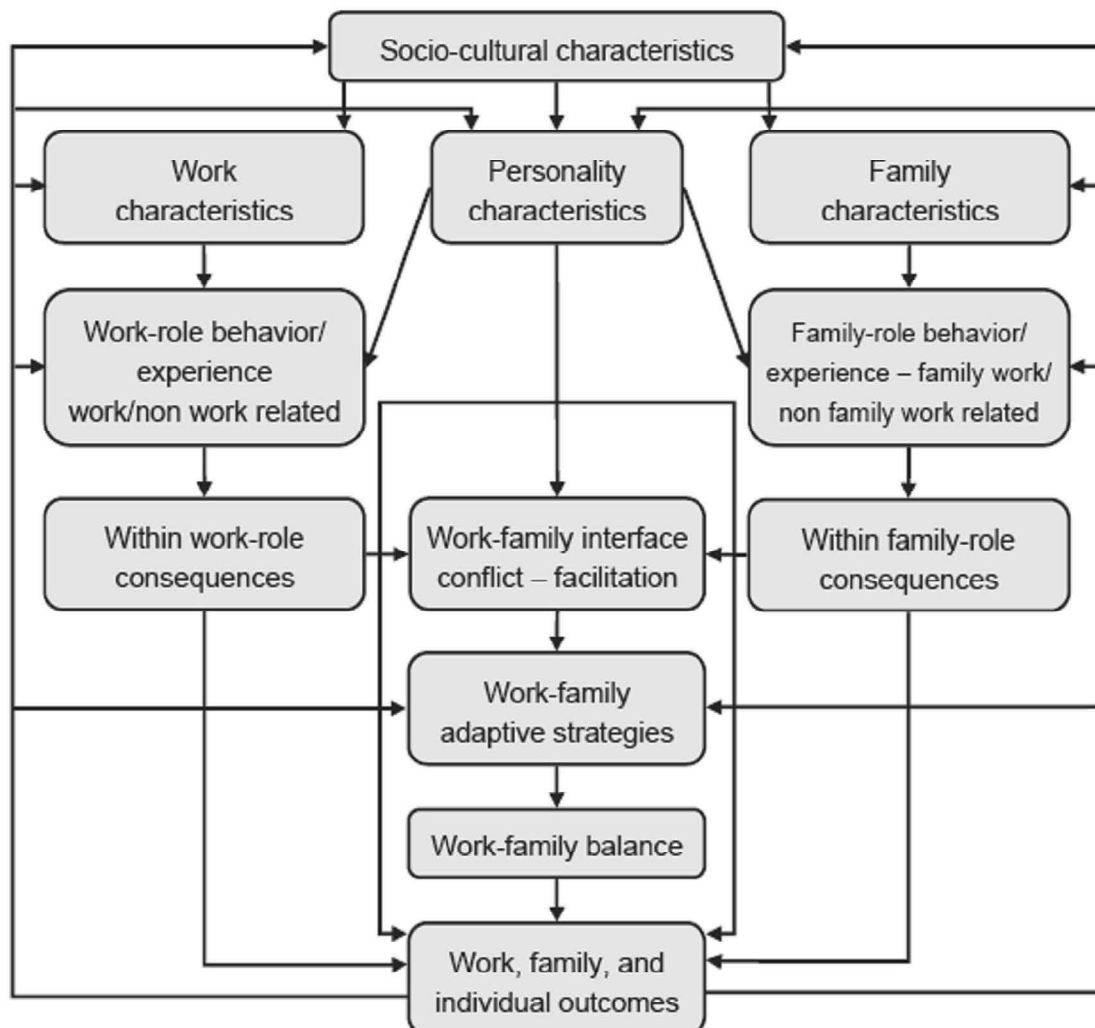 Socio-cultural characteristics
Work
characteristics
Personality
characteristics
Family
characteristics
Work-role behavior/
experience
work/non work related
Family-role behavior/
experience – family work/
non family work related
Within work-role
consequences
Work-family interface
conflict – facilitation
Within family-role
consequences
Work-family
adaptive strategies
Work-family balance
Work, family, and
individual outcomes